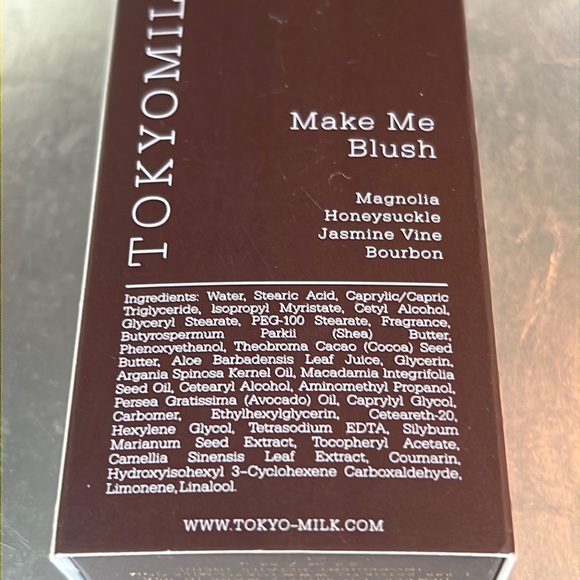 TOKYOMIL
Make Me
Blush
Magnolia
Honeysuckle
Jasmine Vine
Bourbon
Ingredients: Water, Stearic Acid, Caprylic/Capric
Triglyceride, Isopropyl Myristate, Cetyl Alcohol,
Glyceryl Stearate, PEG-100 Stearate, Fragrance,
Butyrospermum Parkii (Shea) Butter,
Phenoxyethanol, Theobroma Cacao (Cocoa) Seed
Butter, Aloe Barbadensis Leaf Juice, Glycerin,
Argania Spinosa Kernel Oil, Macadamia Integrifolia
Seed Oil, Cetearyl Alcohol, Aminomethyl Propanol,
Persea Gratissima (Avocado) Oil, Caprylyl Glycol,
Carbomer, Ethylhexylglycerin, Ceteareth-20,
Hexylene Glycol, Tetrasodium EDTA, Silybum
Marianum Seed Extract, Tocopheryl Acetate,
Camellia Sinensis Leaf Extract, Coumarin,
Hydroxyisohexyl 3-Cyclohexene Carboxaldehyde,
Limonene, Linalool.
WWW.TOKYO-MILK.COM